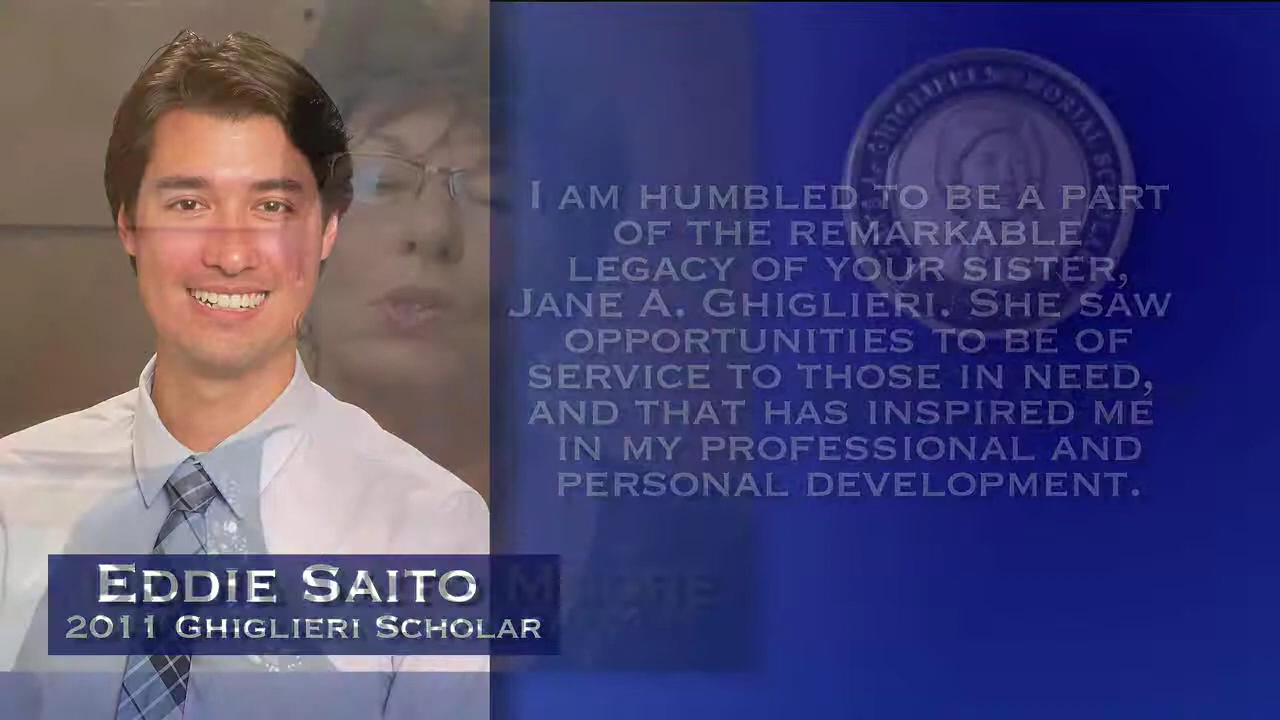 I AM HUMBLED TO BE A PART
OF THE REMARKABLE
LEGACY OF YOUR SISTER,
JANE A. GHIGLIERI. SHE SAW
OPPORTUNITIES TO BE OF
SERVICE TO THOSE IN NEED,
AND THAT HAS INSPIRED ME
IN MY PROFESSIONAL AND
PERSONAL DEVELOPMENT.
EDDIE SAITO
2011 GHIGLIERI SCHOLAR